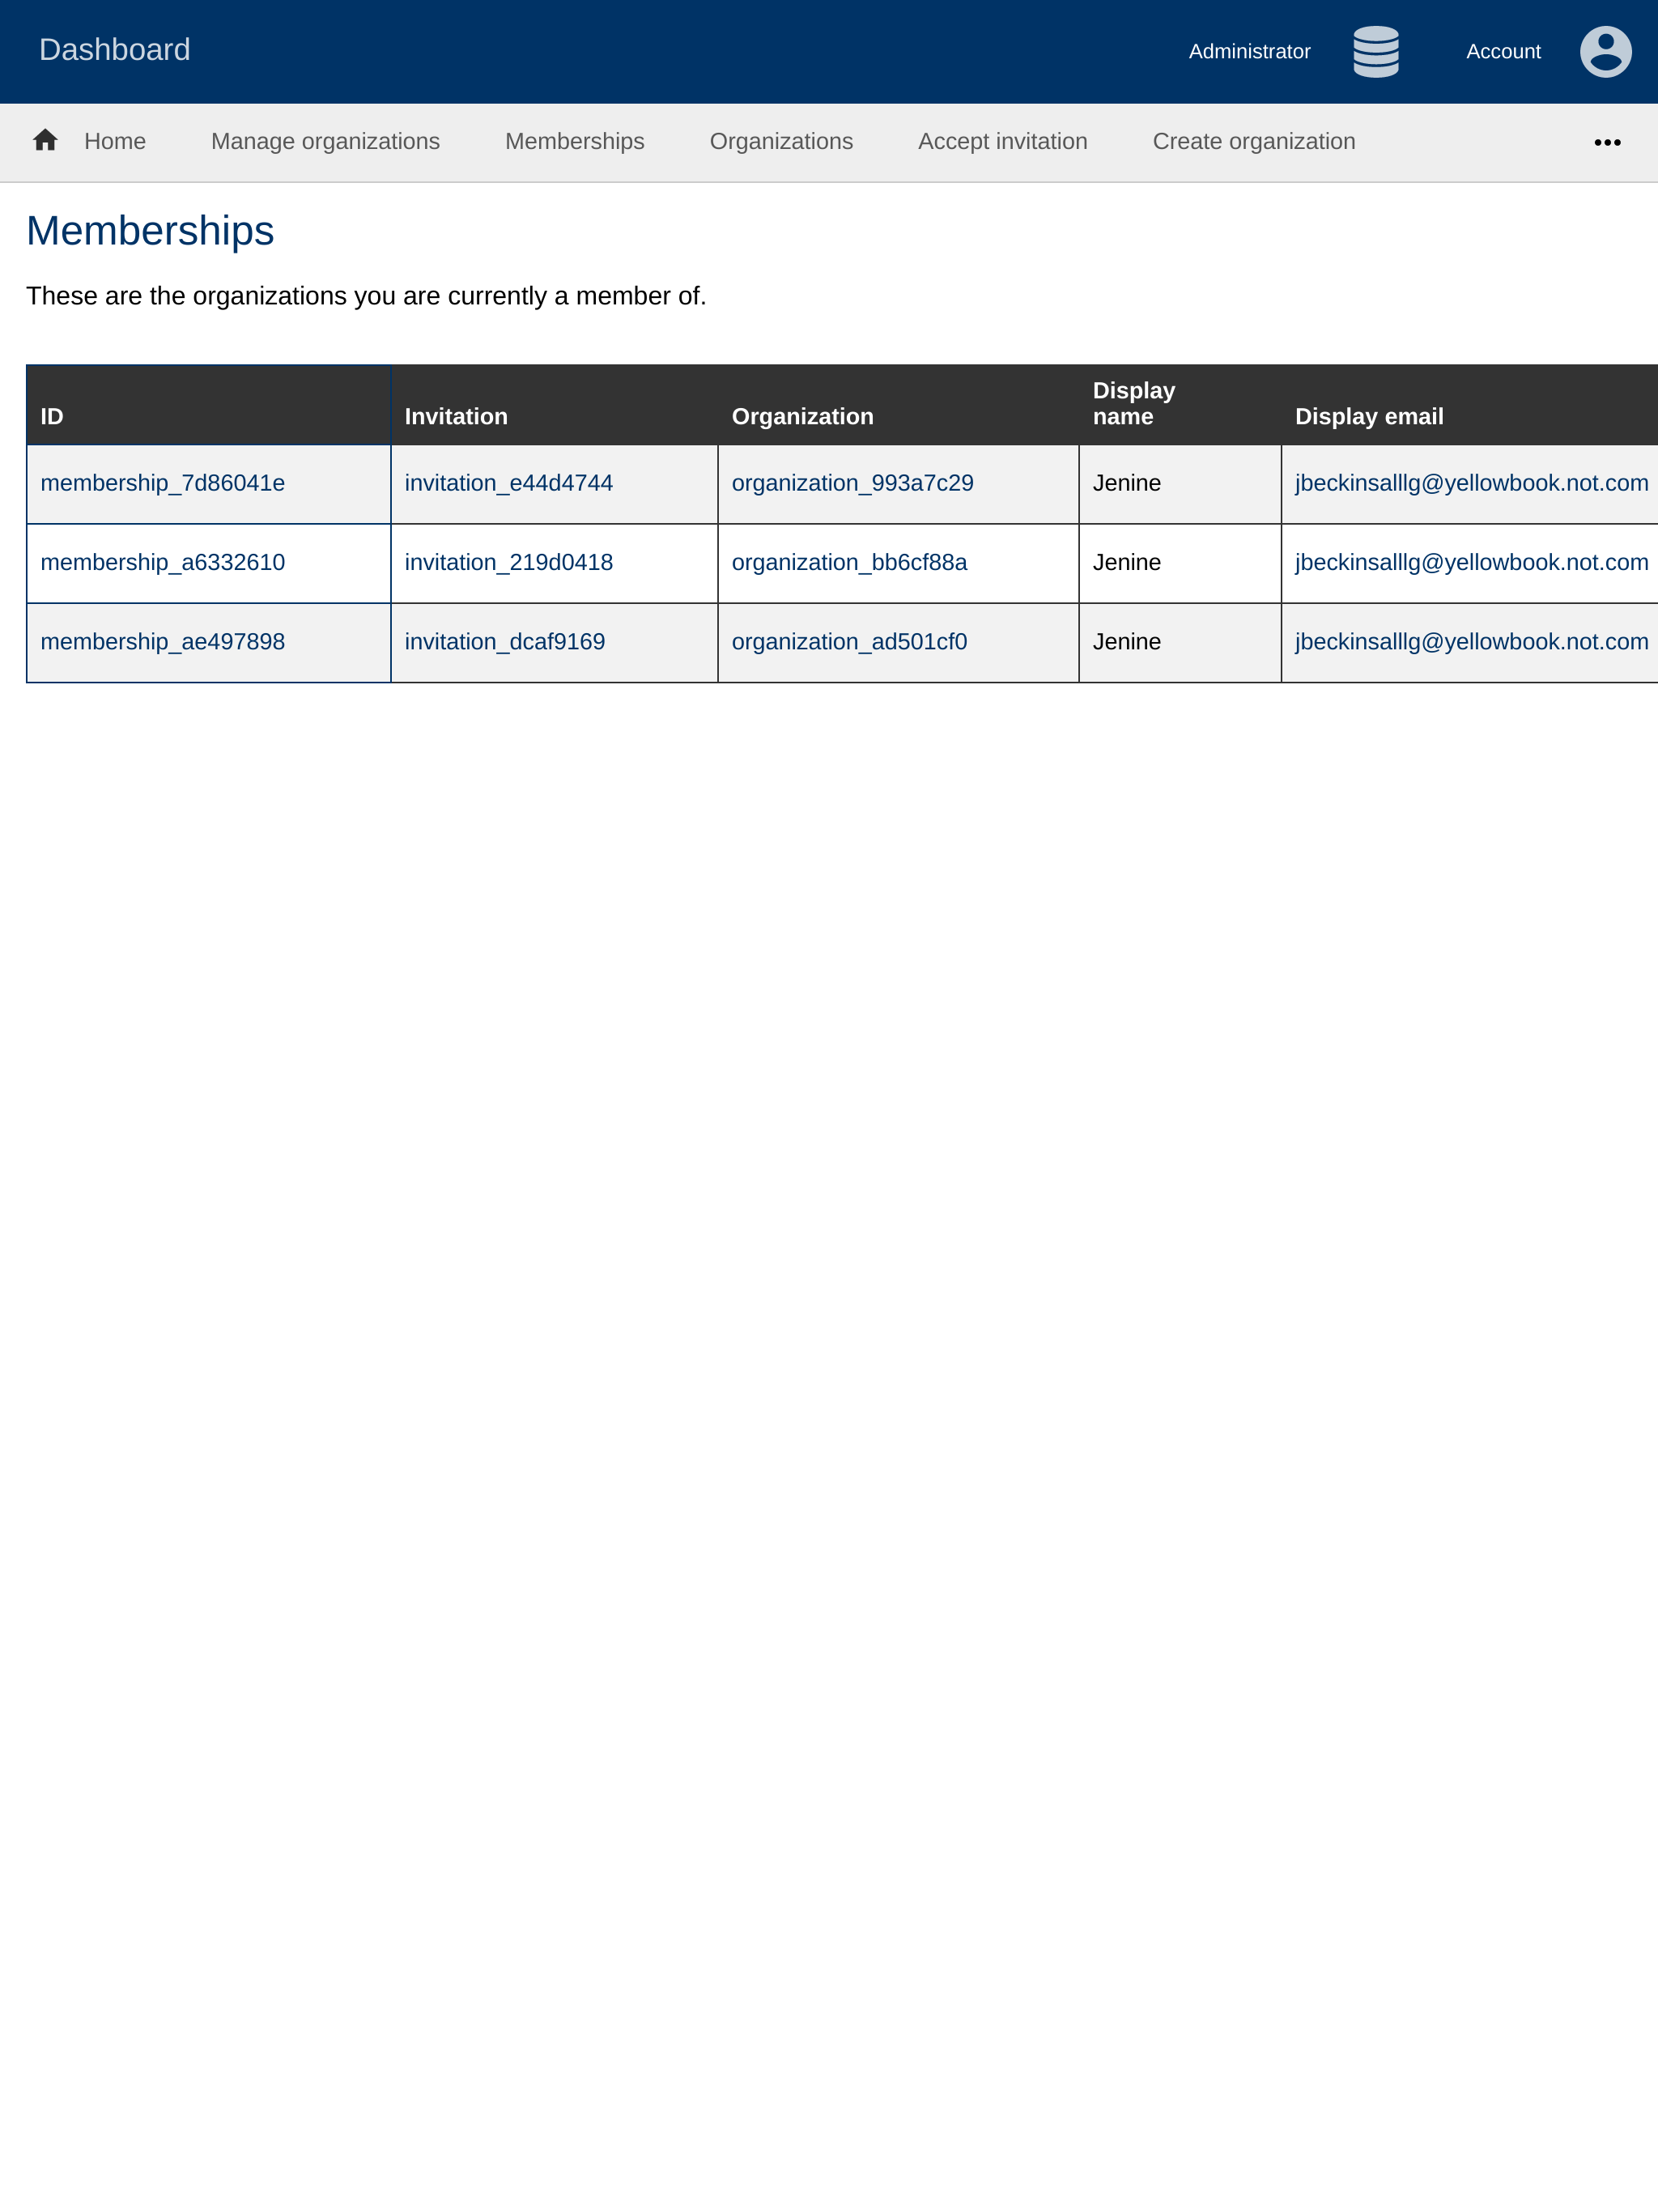 Dashboard Administrator Account
Home Manage organizations Memberships Organizations Accept invitation Create organization
Memberships
These are the organizations you are currently a member of.
ID Invitation Organization Display name Display email
membership_7d86041e invitation_e44d4744 organization_993a7c29 Jenine jbeckinsalllg@yellowbook.not.com
membership_a6332610 invitation_219d0418 organization_bb6cf88a Jenine jbeckinsalllg@yellowbook.not.com
membership_ae497898 invitation_dcaf9169 organization_ad501cf0 Jenine jbeckinsalllg@yellowbook.not.com